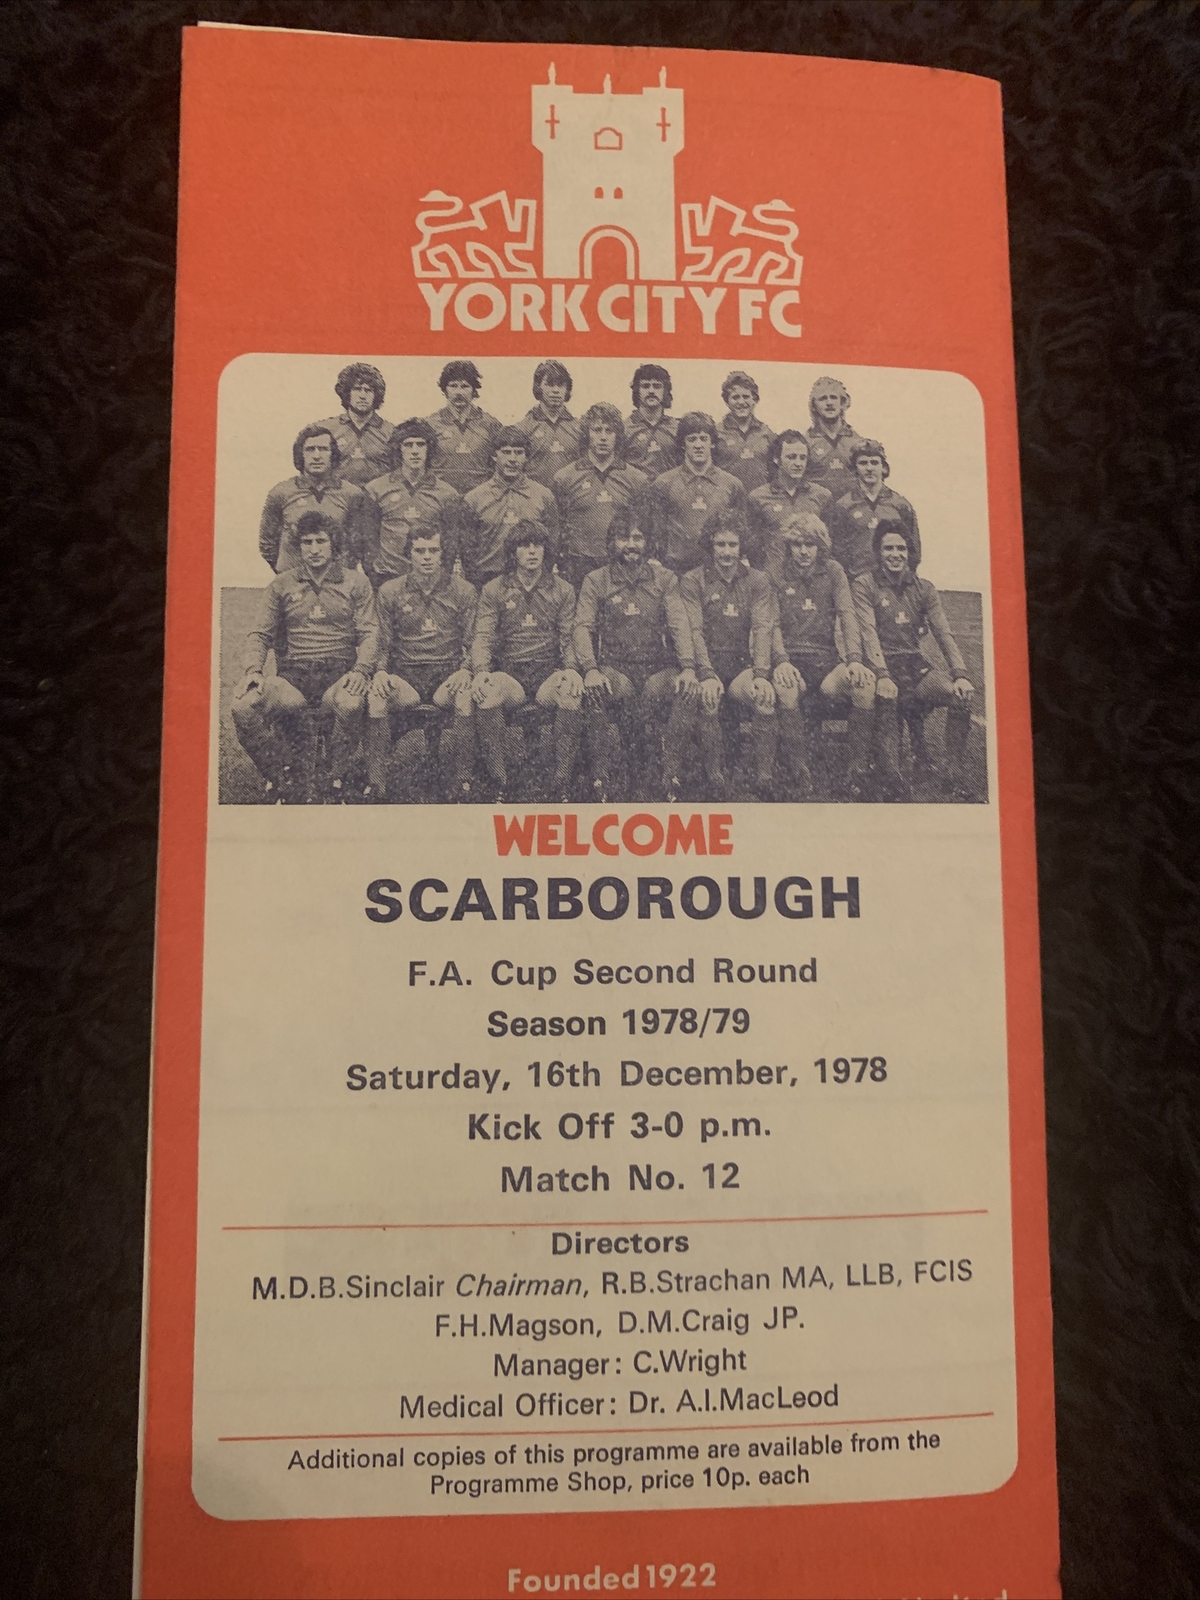 YORK CITY FC
WELCOME
SCARBOROUGH
F.A. Cup Second Round
Season 1978/79
Saturday, 16th December, 1978
Kick Off 3-0 p.m.
Match No. 12
Directors
M.D.B.Sinclair Chairman, R.B.Strachan MA, LLB, FCIS
F.H.Magson, D.M.Craig JP.
Manager: C.Wright
Medical Officer: Dr. A.I.MacLeod
Additional copies of this programme are available from the
Programme Shop, price 10p. each
Founded 1922